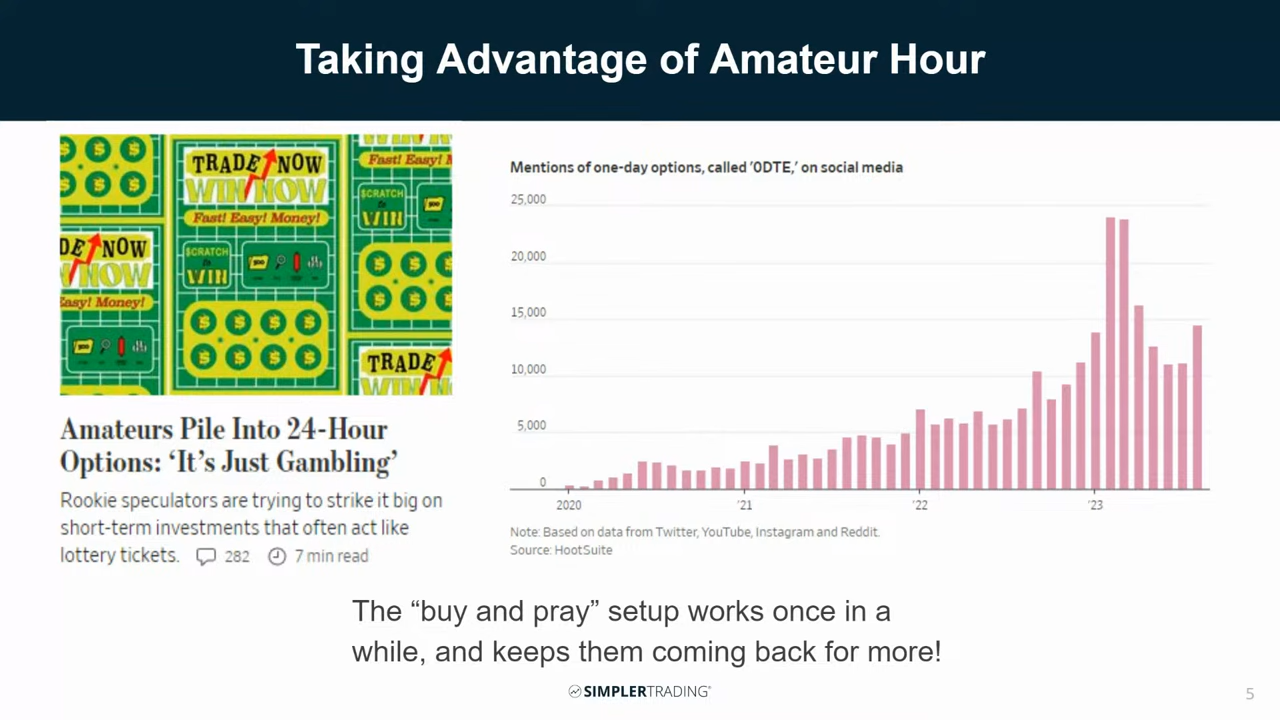 Taking Advantage of Amateur Hour
TRADE NOW
WIN NOW
Fast! Easy! Money!
SCRATCH
to
WIN
Fast! Easy! M
SCRATCH
to
WIN
DE NOW
NOW
Easy! Money!
TRADE
WIN
Amateurs Pile Into 24-Hour
Options: ‘It’s Just Gambling’
Rookie speculators are trying to strike it big on
short-term investments that often act like
lottery tickets. 282 7 min read
Mentions of one-day options, called ‘0DTE,’ on social media
25,000
20,000
15,000
10,000
5,000
0
2020 ’21 ’22 ’23
Note: Based on data from Twitter, YouTube, Instagram and Reddit.
Source: HootSuite
The “buy and pray” setup works once in a
while, and keeps them coming back for more!
SIMPLERTRADING®
5